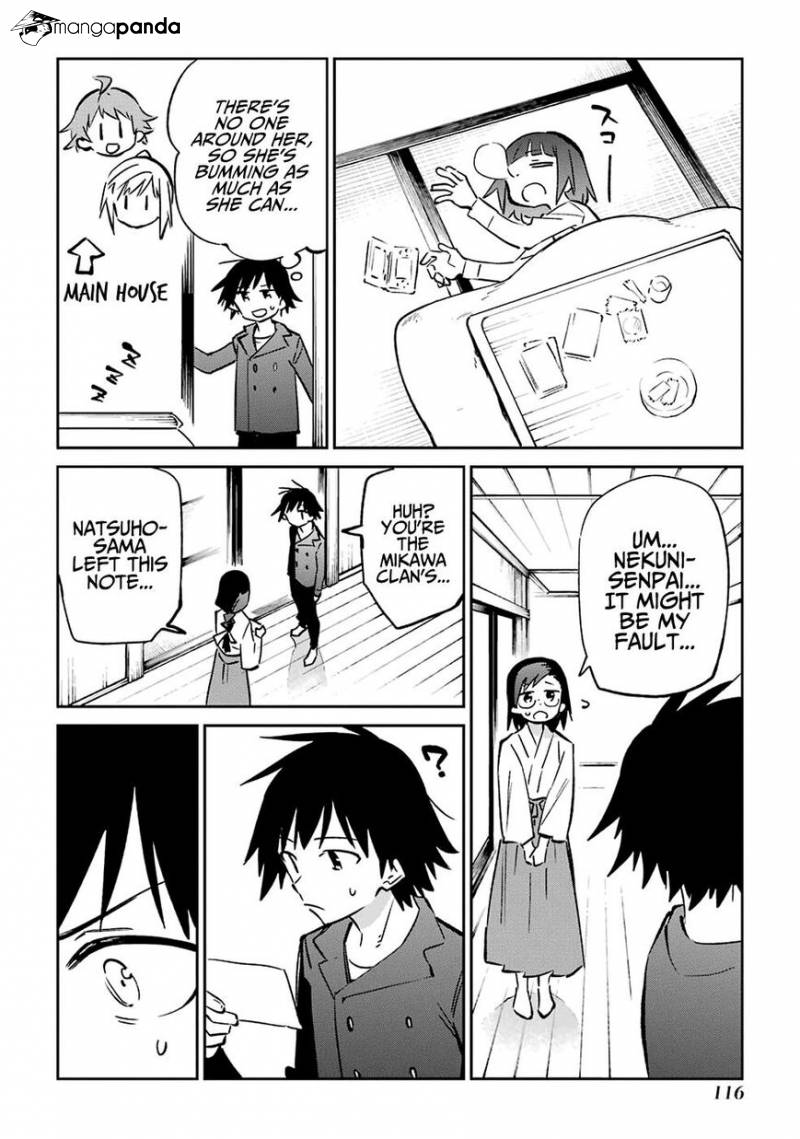 mangapanda
スコー
THERE'S
NO ONE
AROUND HER,
SO SHE'S
BUMMING AS
MUCH AS
SHE CAN...
MAIN HOUSE
UM...
NEKUNI-
SENPAI...
IT MIGHT
BE MY
FAULT...
HUH?
YOU'RE
THE
MIKAWA
CLAN'S...
NATSUHO-
SAMA
LEFT THIS
NOTE...
?
116